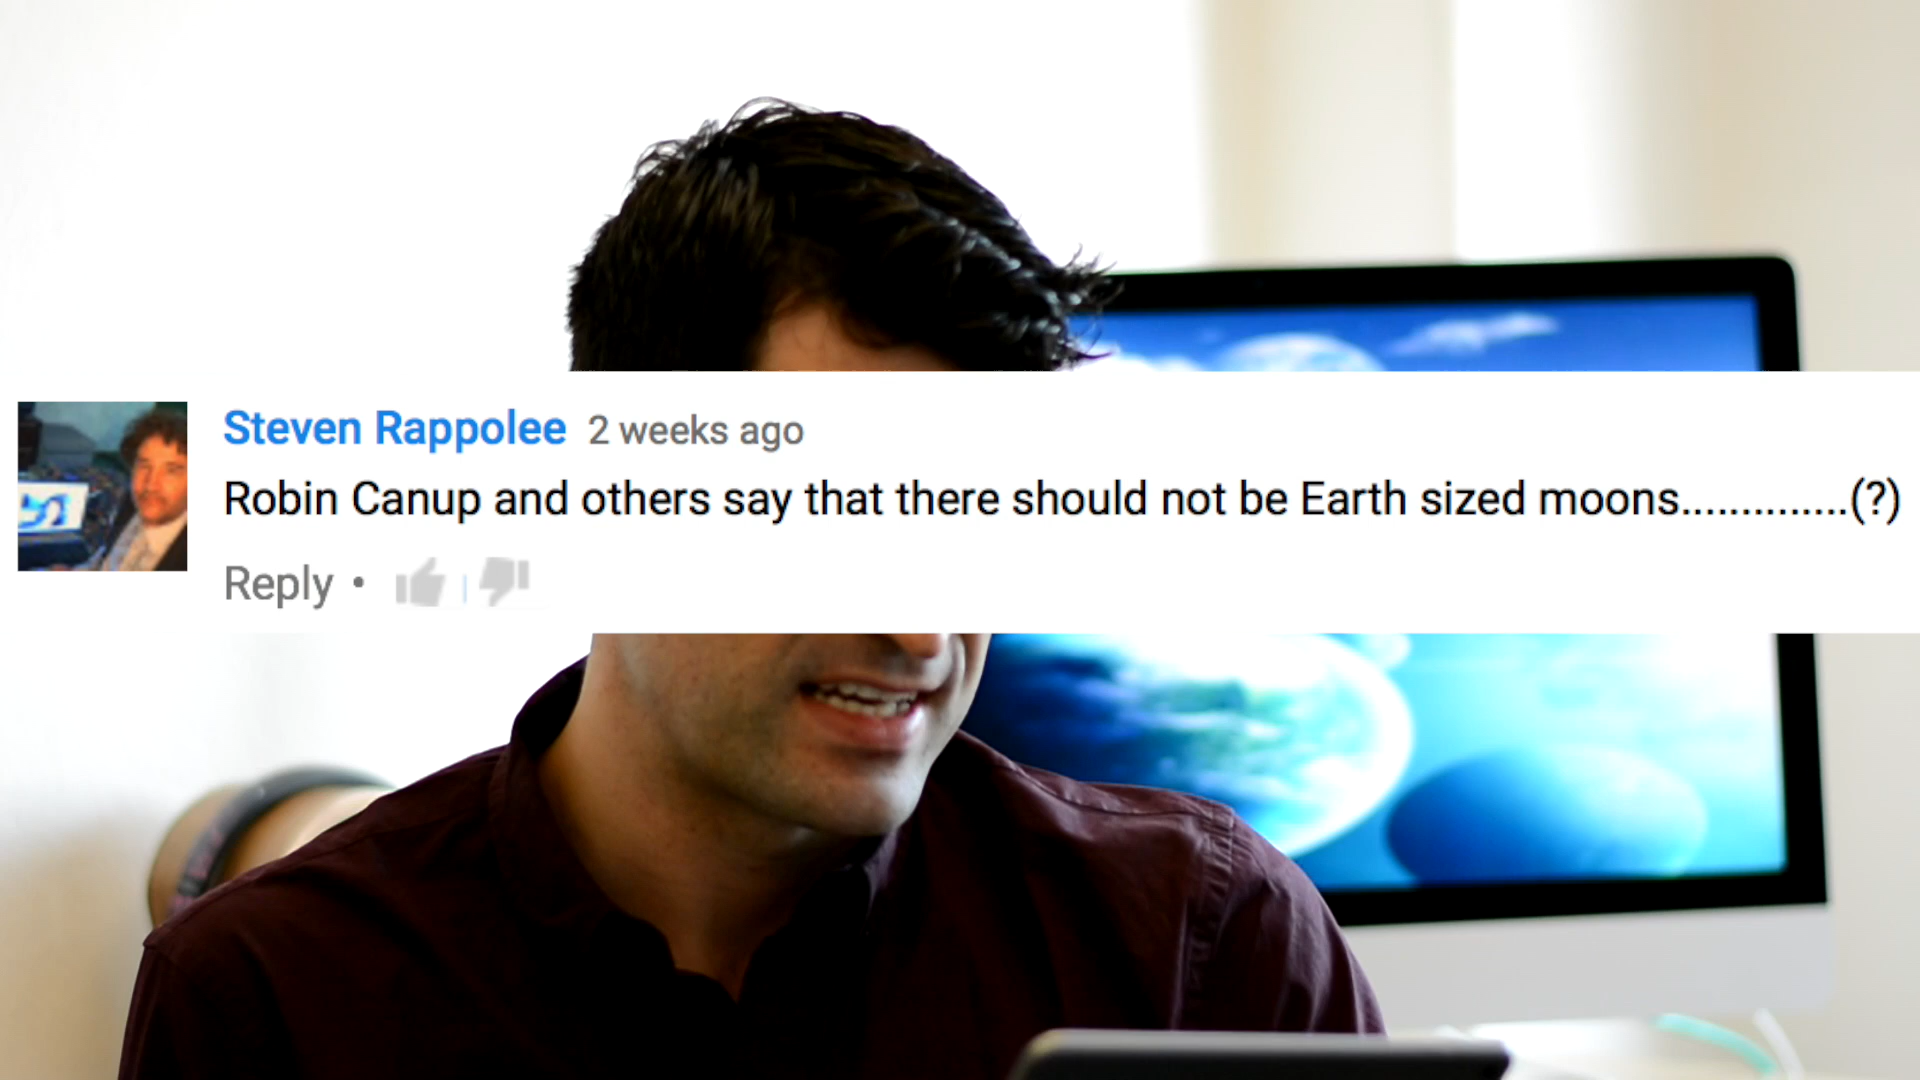 Steven Rappolee 2 weeks ago
Robin Canup and others say that there should not be Earth sized moons..............(?)
Reply •